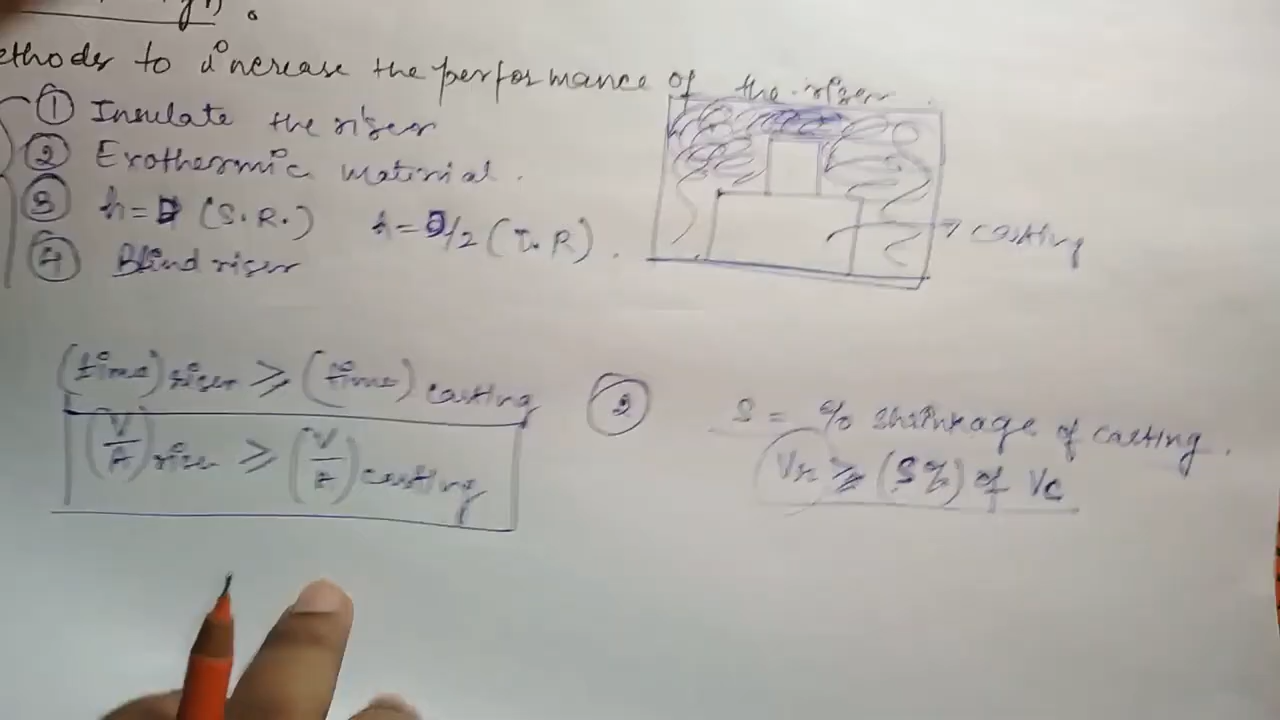 ethods to increase the performance of the riser.
① Insulate the riser
② Exothermic material.
③ h = D (S.R.) h = D/2 (T.R).
④ Blind riser
→ casting
(time) riser ≥ (time) casting
(V/A) riser ≥ (V/A) casting
② S = % shrinkage of casting.
Vr ≥ (S%) of Vc